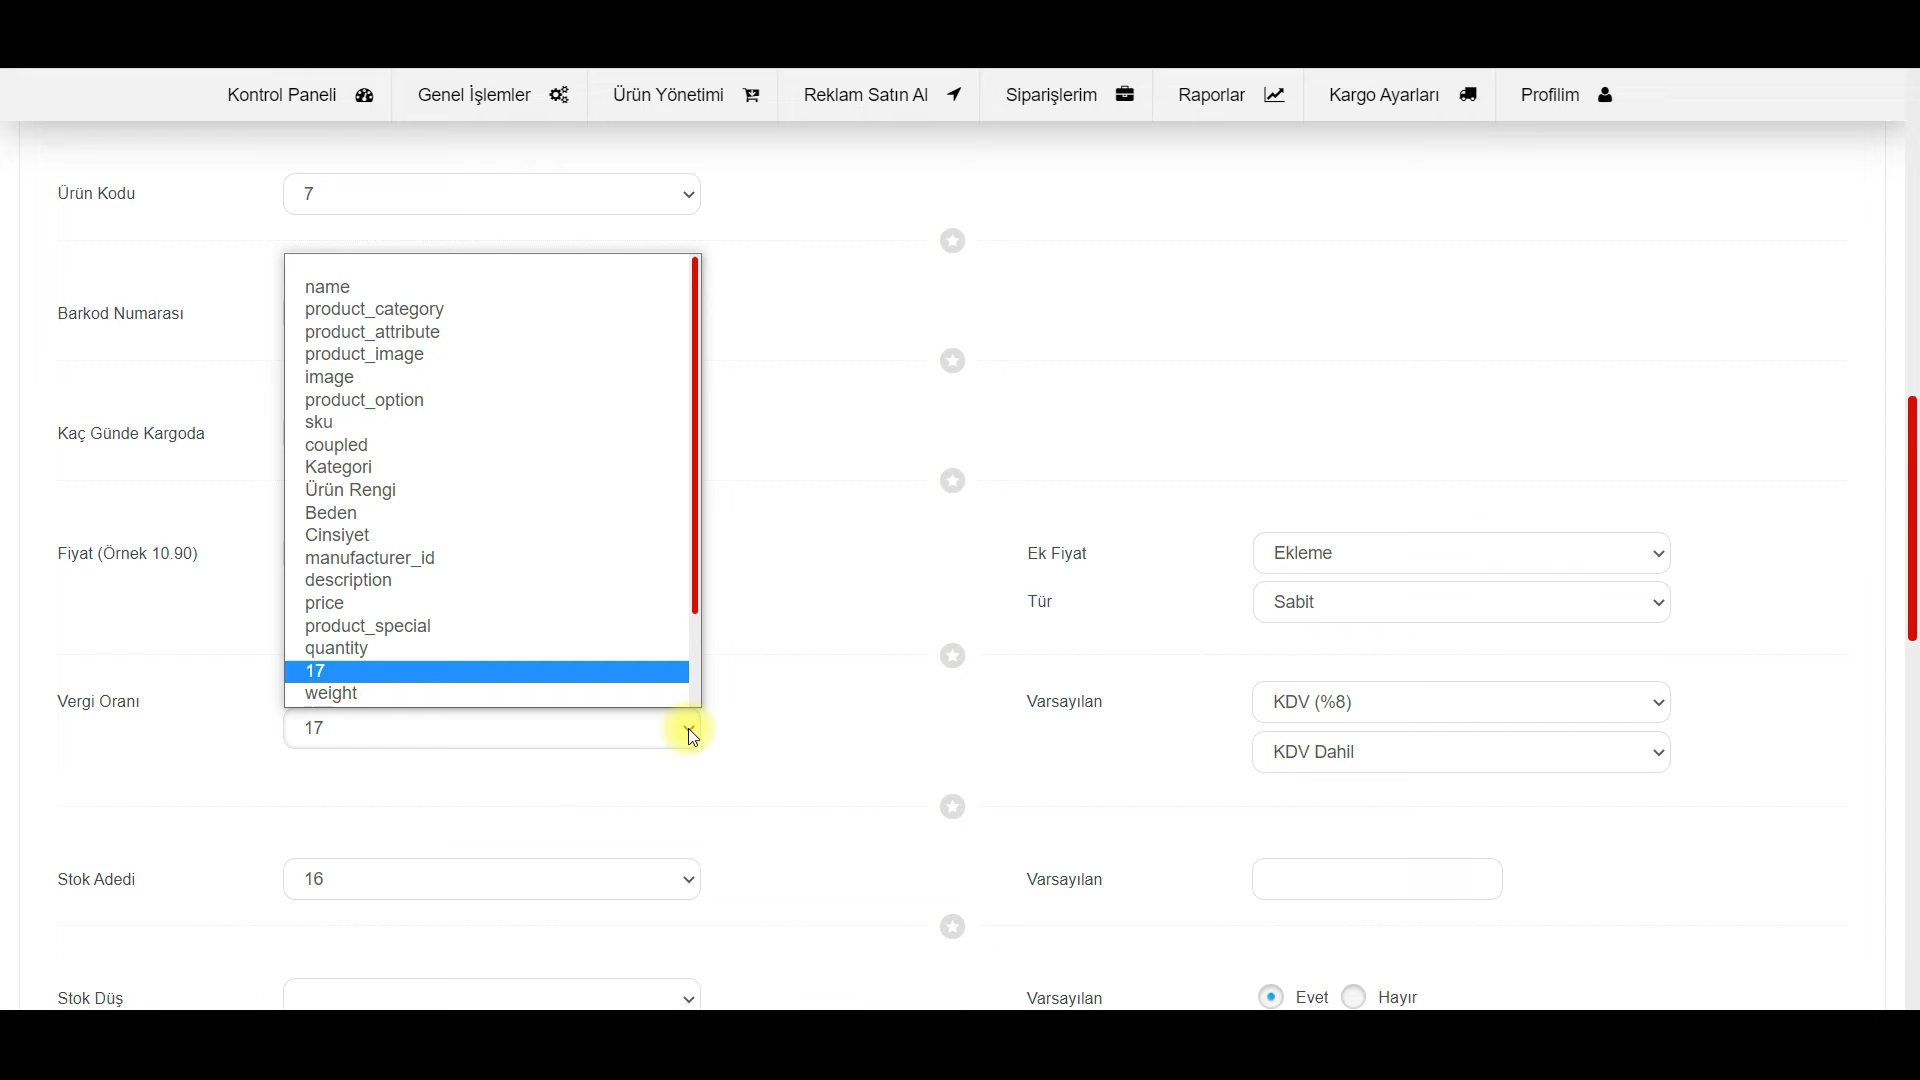 Kontrol Paneli
Genel İşlemler
Ürün Yönetimi
Reklam Satın Al
Siparişlerim
Raporlar
Kargo Ayarları
Profilim
Ürün Kodu
7
Barkod Numarası
Kaç Günde Kargoda
Fiyat (Örnek 10.90)
name
product_category
product_attribute
product_image
image
product_option
sku
coupled
Kategori
Ürün Rengi
Beden
Cinsiyet
manufacturer_id
description
price
product_special
quantity
17
weight
Ek Fiyat
Ekleme
Tür
Sabit
Vergi Oranı
17
Varsayılan
KDV (%8)
KDV Dahil
Stok Adedi
16
Varsayılan
Stok Düş
Varsayılan
Evet
Hayır